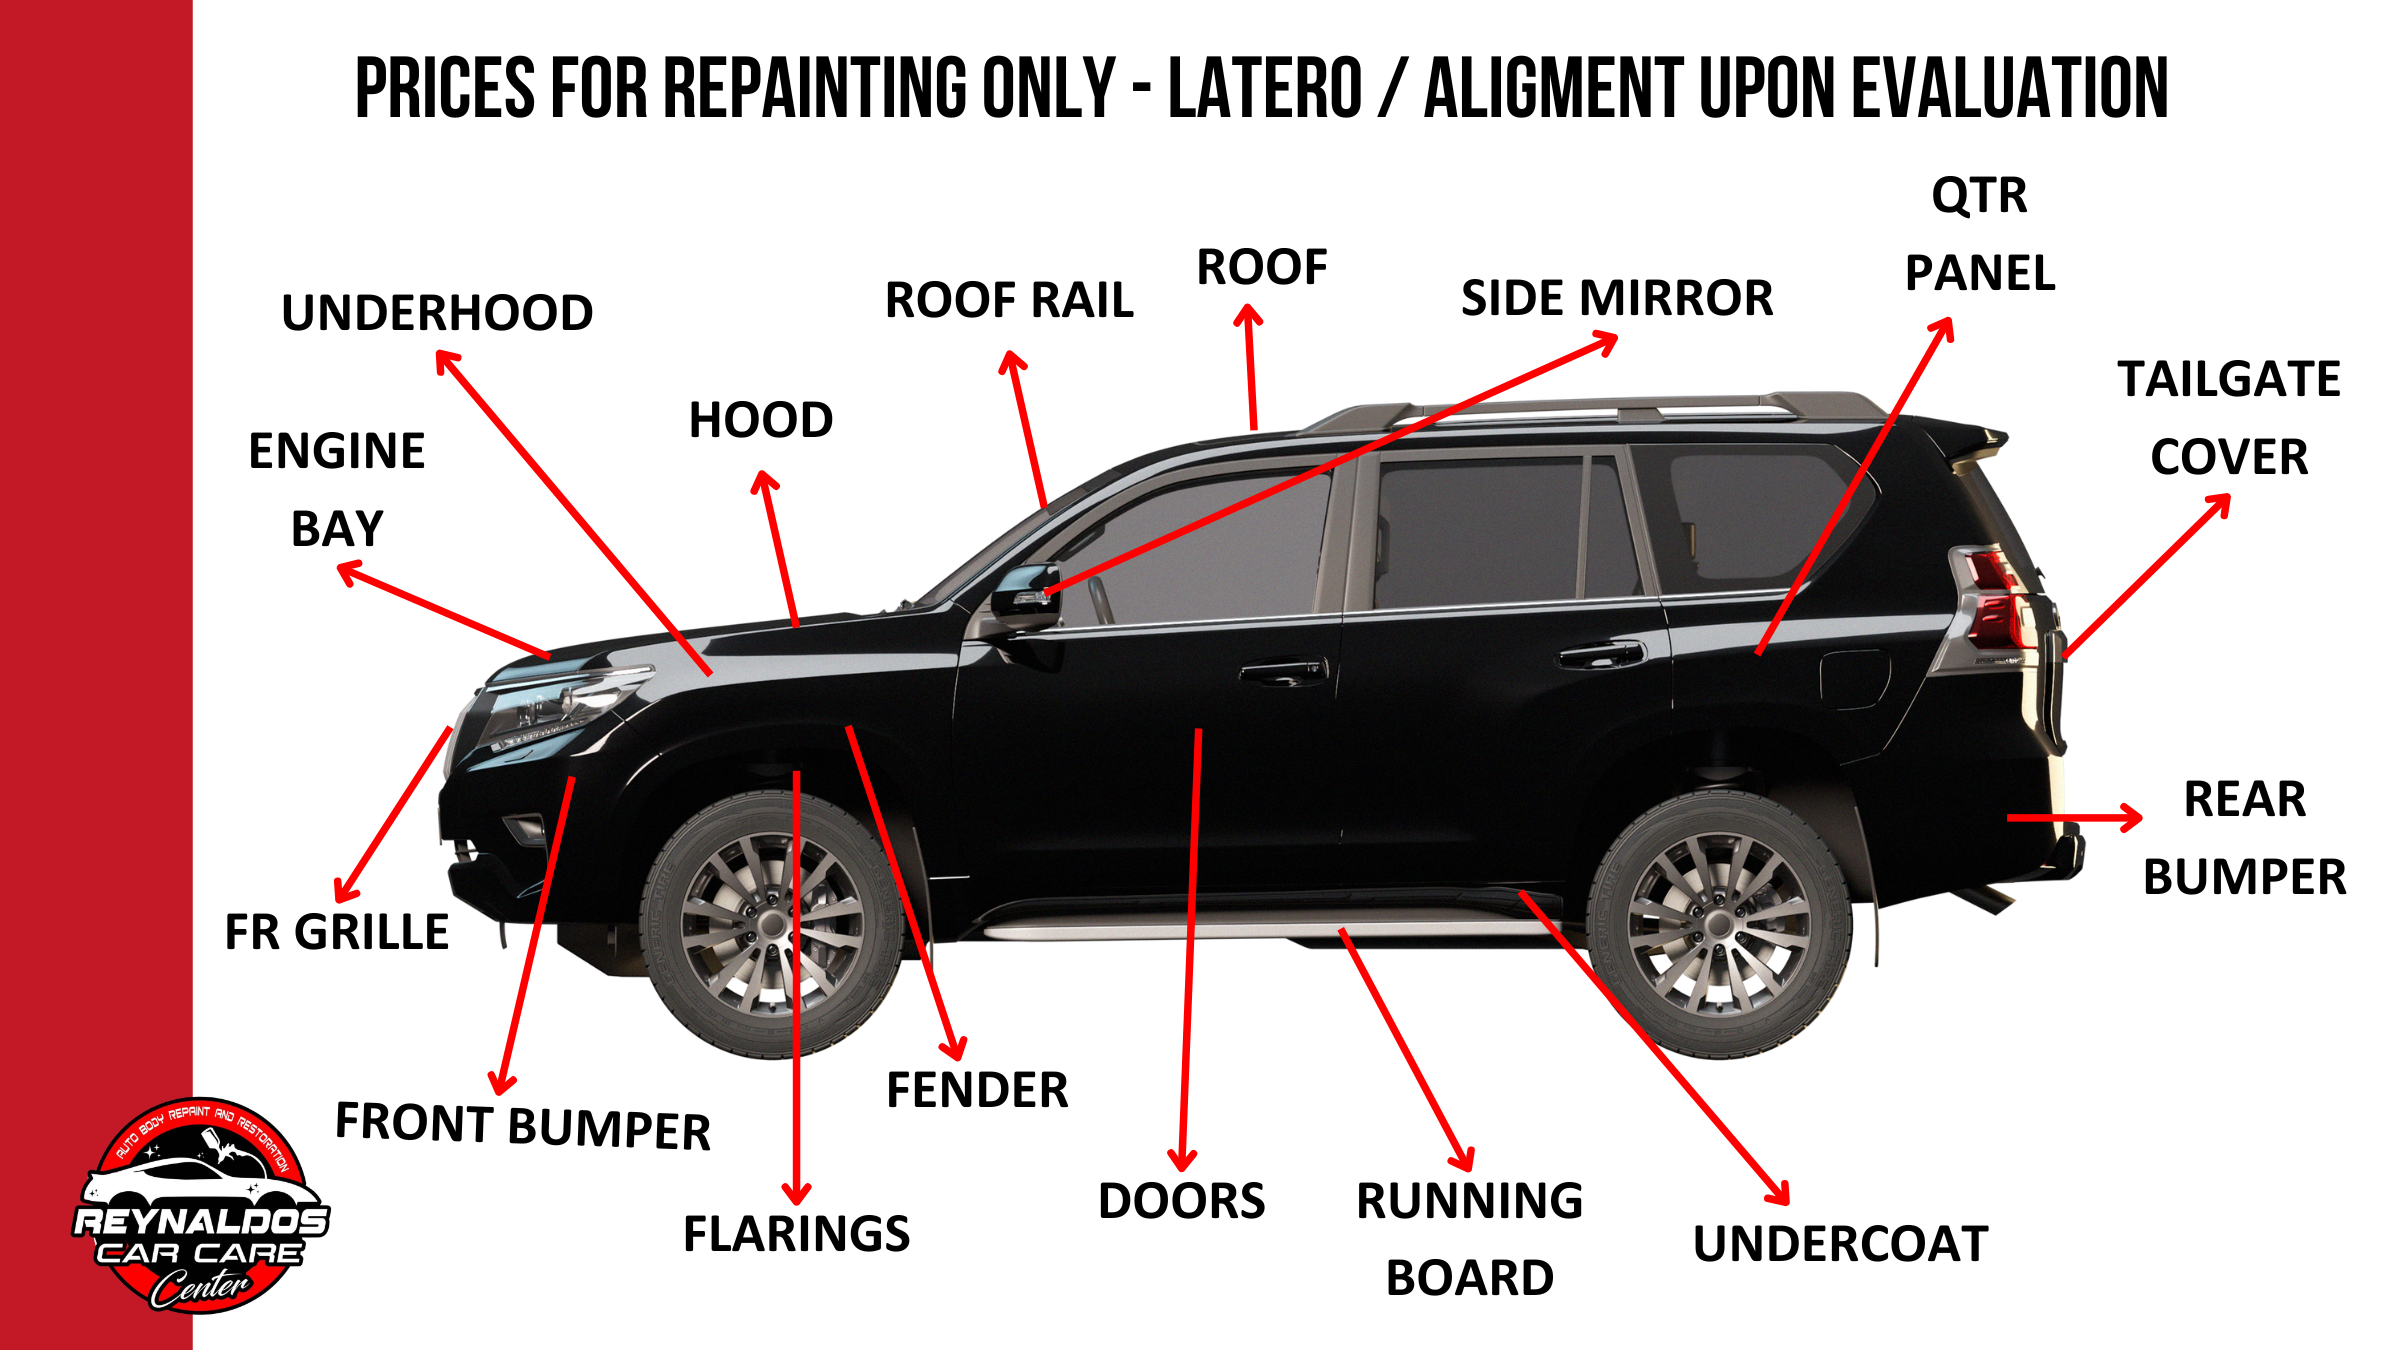 PRICES FOR REPAINTING ONLY - LATERO / ALIGMENT UPON EVALUATION
QTR
PANEL
ROOF
ROOF RAIL
SIDE MIRROR
UNDERHOOD
HOOD
TAILGATE
COVER
ENGINE
BAY
REAR
BUMPER
FR GRILLE
FENDER
FRONT BUMPER
FLARINGS
DOORS
RUNNING
BOARD
UNDERCOAT
AUTO BODY REPAINT AND RESTORATION
REYNALDOS
CAR CARE
Center